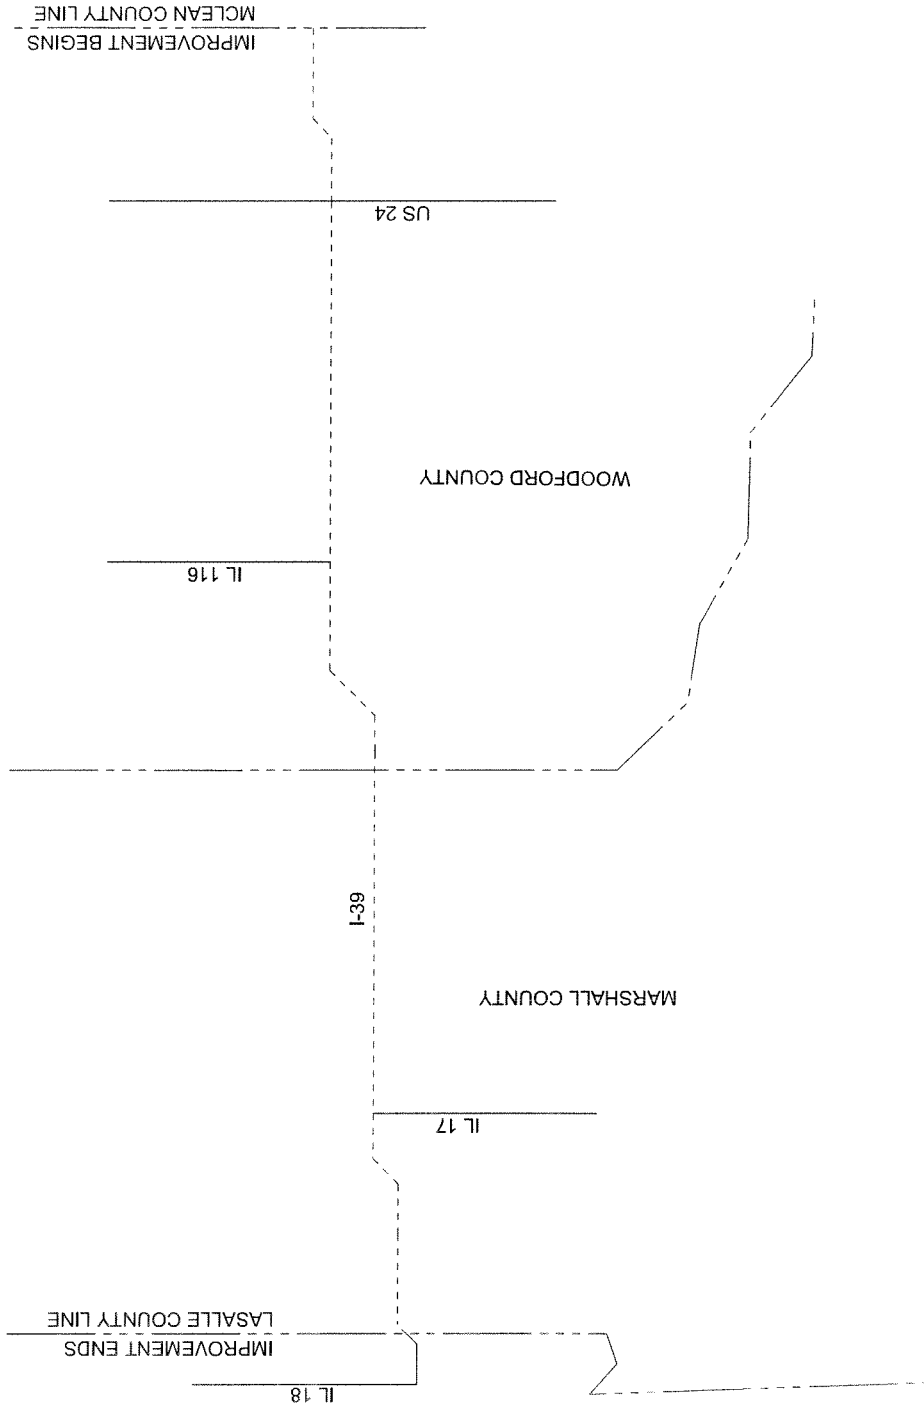 IL 18
IMPROVEMENT ENDS
LASALLE COUNTY LINE
IL 17
MARSHALL COUNTY
I-39
IL 116
WOODFORD COUNTY
US 24
IMPROVEMENT BEGINS
MCLEAN COUNTY LINE